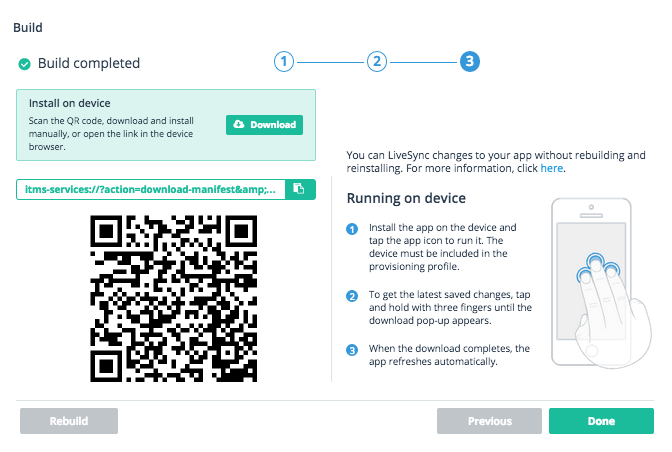 Build
Build completed
1
2
3
Install on device
Scan the QR code, download and install
manually, or open the link in the device
browser.
Download
itms-services://?action=download-manifest&amp;...
You can LiveSync changes to your app without rebuilding and
reinstalling. For more information, click here.
Running on device
1 Install the app on the device and
tap the app icon to run it. The
device must be included in the
provisioning profile.
2 To get the latest saved changes, tap
and hold with three fingers until the
download pop-up appears.
3 When the download completes, the
app refreshes automatically.
Rebuild
Previous
Done